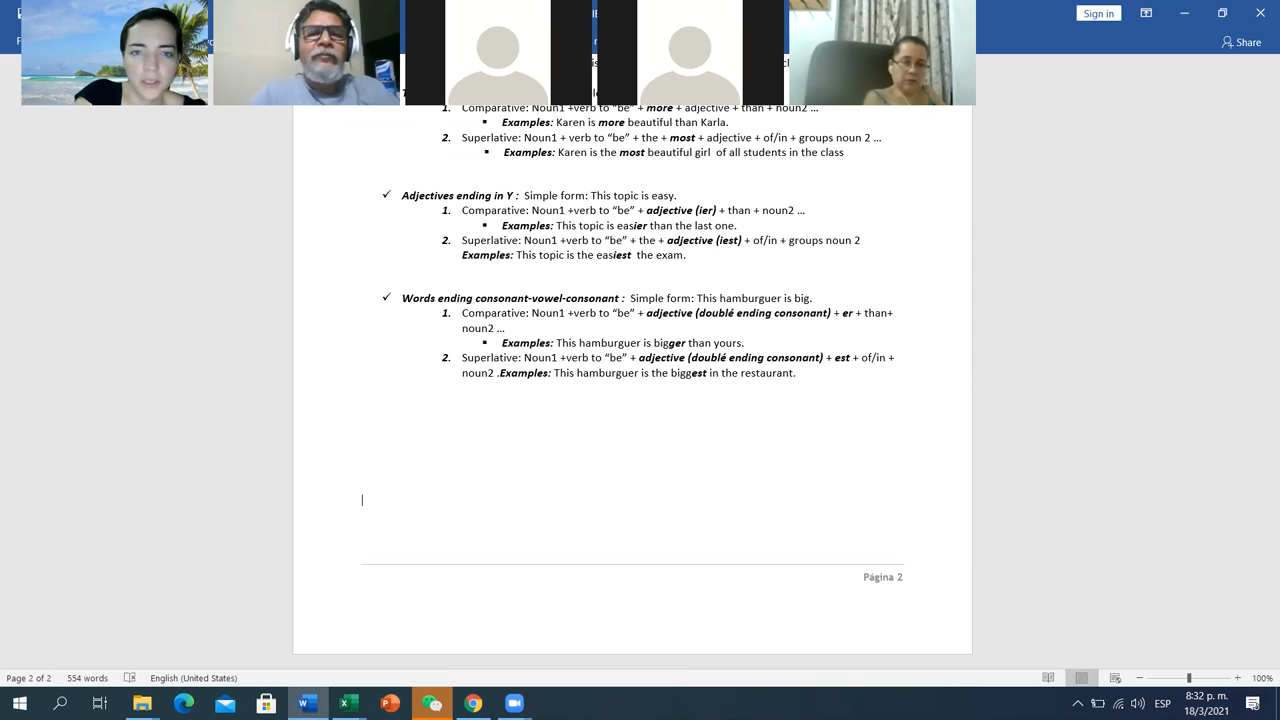 Sign in
Share
1. Comparative: Noun1 +verb to “be” + more + adjective + than + noun2 ...
▪ Examples: Karen is more beautiful than Karla.
2. Superlative: Noun1 + verb to “be” + the + most + adjective + of/in + groups noun 2 ...
▪ Examples: Karen is the most beautiful girl of all students in the class
✓ Adjectives ending in Y : Simple form: This topic is easy.
1. Comparative: Noun1 +verb to “be” + adjective (ier) + than + noun2 ...
▪ Examples: This topic is easier than the last one.
2. Superlative: Noun1 +verb to “be” + the + adjective (iest) + of/in + groups noun 2
Examples: This topic is the easiest the exam.
✓ Words ending consonant-vowel-consonant : Simple form: This hamburguer is big.
1. Comparative: Noun1 +verb to “be” + adjective (doublé ending consonant) + er + than+
noun2 ...
▪ Examples: This hamburguer is bigger than yours.
2. Superlative: Noun1 +verb to “be” + adjective (doublé ending consonant) + est + of/in +
noun2 .Examples: This hamburguer is the biggest in the restaurant.
Página 2
Page 2 of 2 554 words English (United States) 100%
ESP
8:32 p. m.
18/3/2021